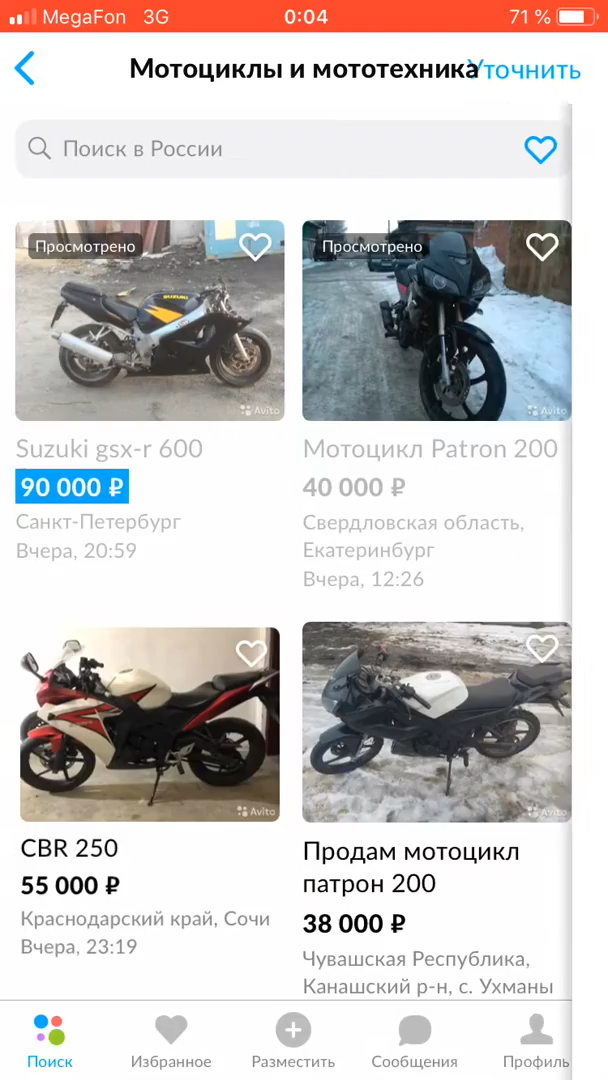 MegaFon 3G 0:04 71 %
Мотоциклы и мототехника Уточнить
Поиск в России
Просмотрено
Просмотрено
SUZUKI
Avito
Avito
Suzuki gsx-r 600
90 000 ₽
Санкт-Петербург
Вчера, 20:59
Мотоцикл Patron 200
40 000 ₽
Свердловская область,
Екатеринбург
Вчера, 12:26
Avito
Avito
CBR 250
55 000 ₽
Краснодарский край, Сочи
Вчера, 23:19
Продам мотоцикл
патрон 200
38 000 ₽
Чувашская Республика,
Канашский р-н, с. Ухманы
Поиск Избранное Разместить Сообщения Профиль